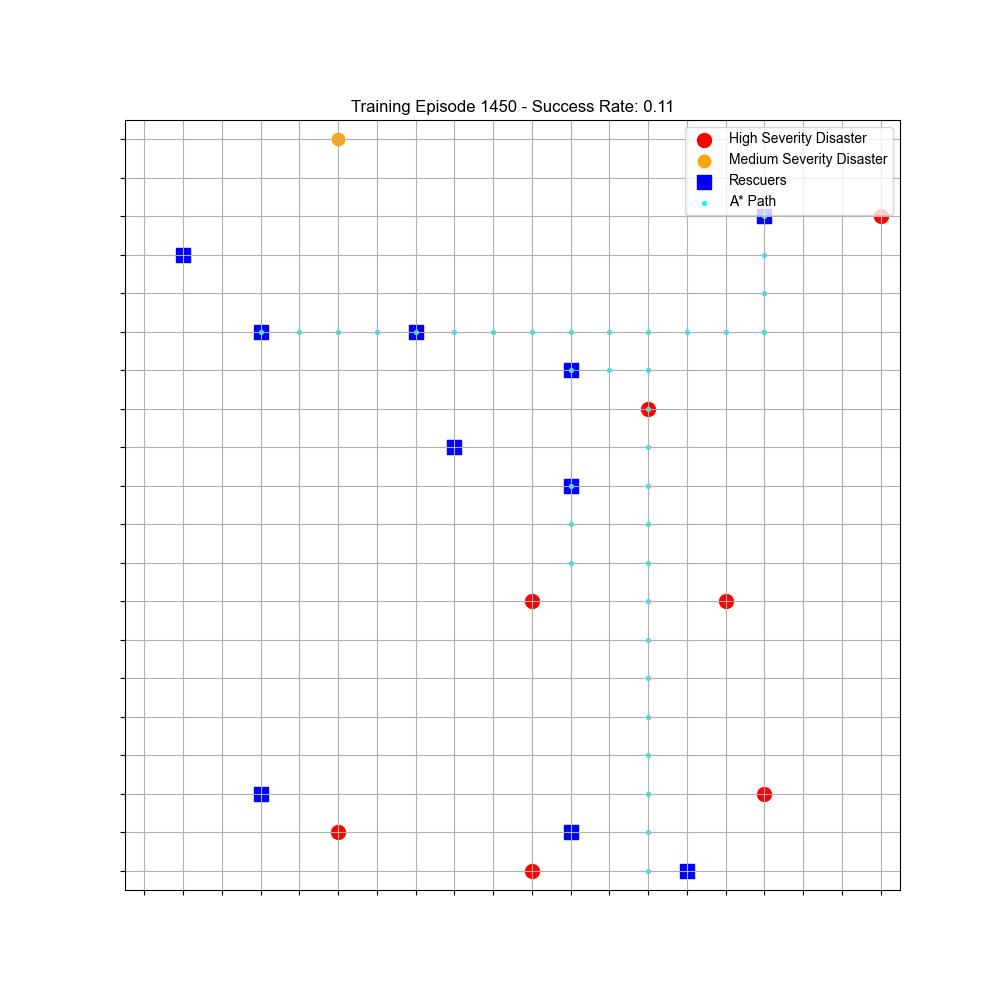 Training Episode 1450 - Success Rate: 0.11
High Severity Disaster
Medium Severity Disaster
Rescuers
A* Path